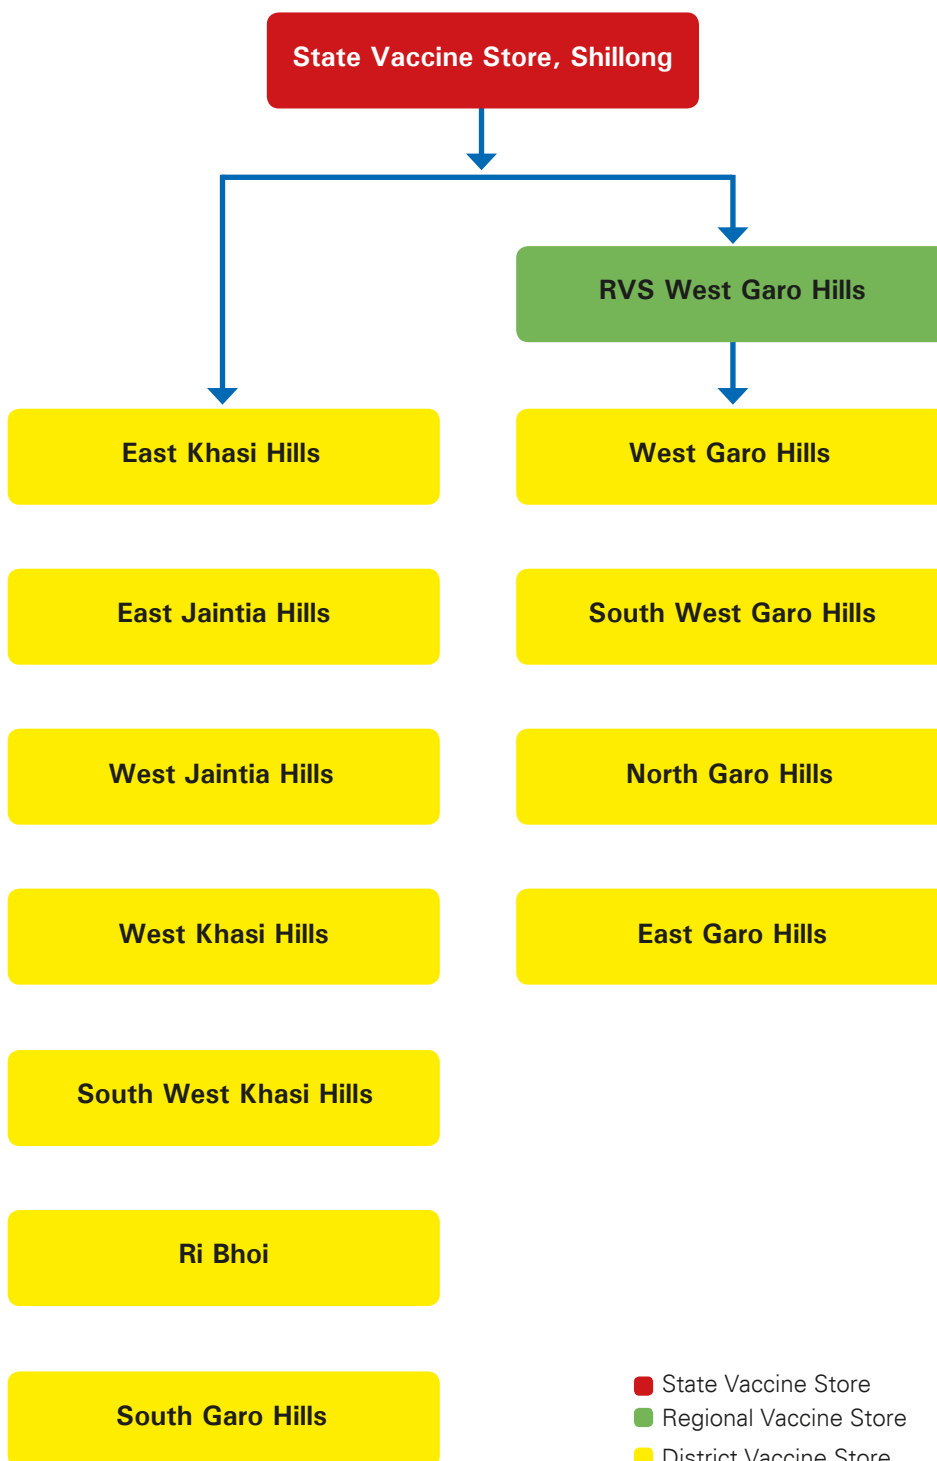 State Vaccine Store, Shillong
RVS West Garo Hills
East Khasi Hills
West Garo Hills
East Jaintia Hills
South West Garo Hills
West Jaintia Hills
North Garo Hills
West Khasi Hills
East Garo Hills
South West Khasi Hills
Ri Bhoi
South Garo Hills
State Vaccine Store
Regional Vaccine Store
District Vaccine Store